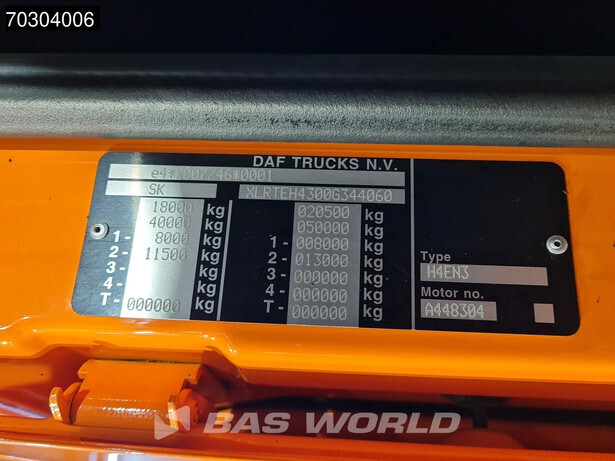 70304006
DAF TRUCKS N.V.
e4*2007/46*0001
SK XLRTEH4300G344060
18000 kg 020500 kg
40000 kg 050000 kg
1- 8000 kg 1- 008000 kg
2- 11500 kg 2- 013000 kg
3- kg 3- 000000 kg
4- kg 4- 000000 kg
T- 000000 kg T- 000000 kg
Type
H4EN3
Motor no.
A448304
BAS WORLD